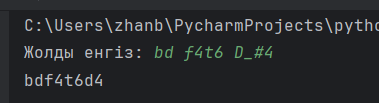 C:\Users\zhanb\PycharmProjects\pytho
Жолды енгіз: bd f4t6 D_#4
bdf4t6d4